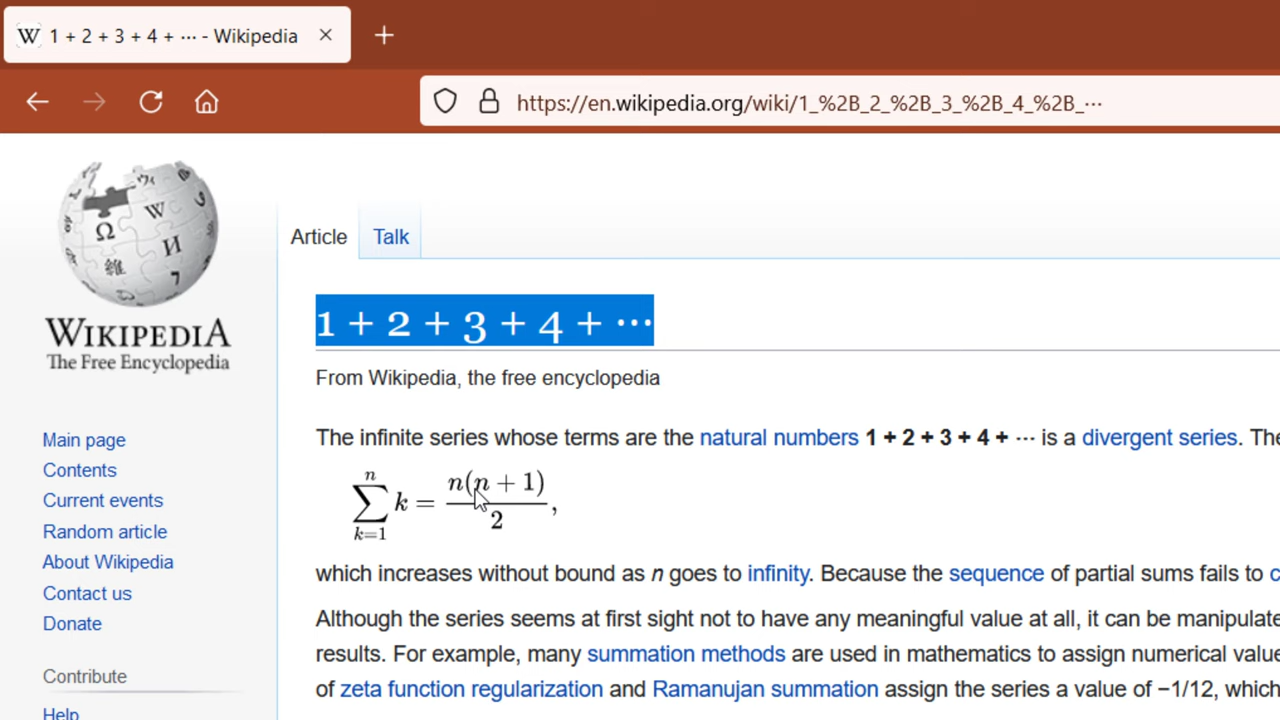 1 + 2 + 3 + 4 + ··· - Wikipedia
https://en.wikipedia.org/wiki/1_%2B_2_%2B_3_%2B_4_%2B_···
WIKIPEDIA
The Free Encyclopedia
Main page
Contents
Current events
Random article
About Wikipedia
Contact us
Donate
Contribute
Help
Article Talk
1 + 2 + 3 + 4 + ···
From Wikipedia, the free encyclopedia
The infinite series whose terms are the natural numbers 1 + 2 + 3 + 4 + ··· is a divergent series. The
∑_{k=1}^{n} k = n(n + 1)/2,
which increases without bound as n goes to infinity. Because the sequence of partial sums fails to
Although the series seems at first sight not to have any meaningful value at all, it can be manipulate
results. For example, many summation methods are used in mathematics to assign numerical value
of zeta function regularization and Ramanujan summation assign the series a value of −1/12, which